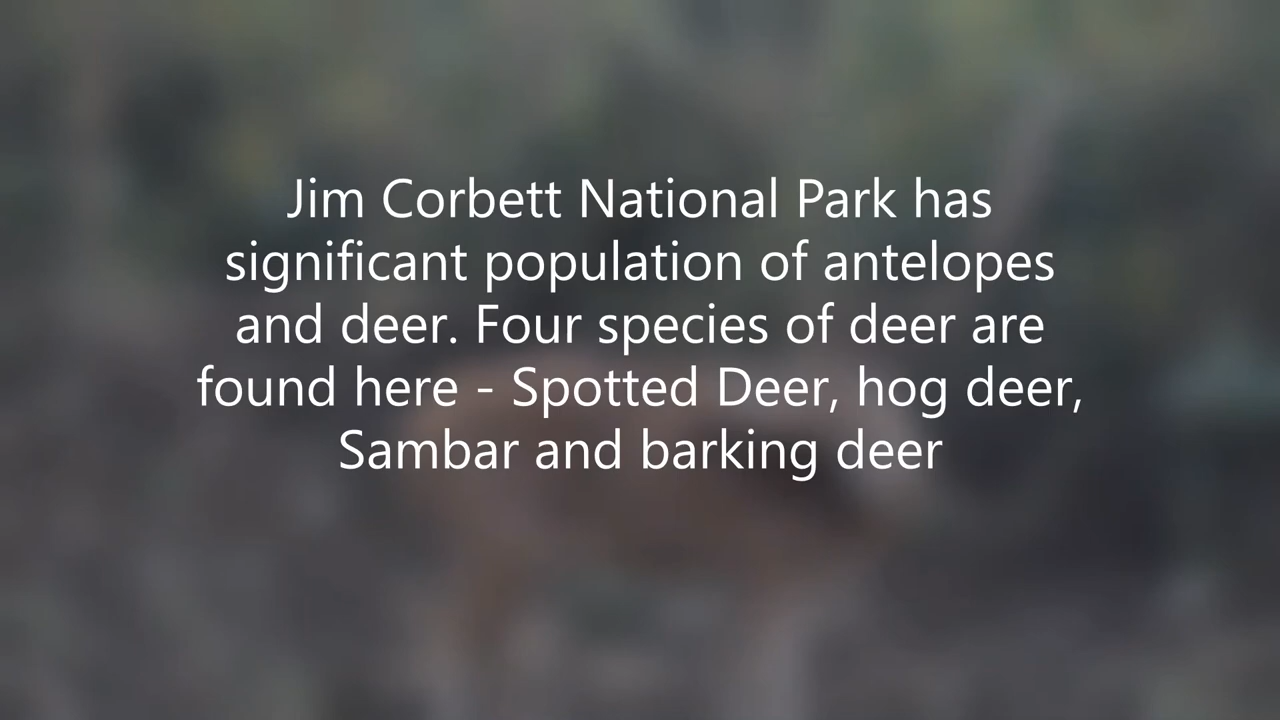 Jim Corbett National Park has
significant population of antelopes
and deer. Four species of deer are
found here - Spotted Deer, hog deer,
Sambar and barking deer